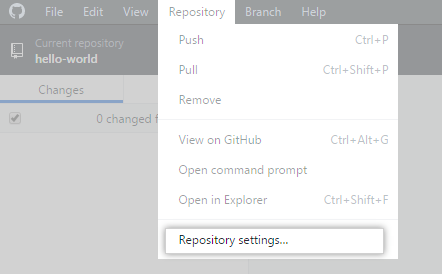 File Edit View Repository Branch Help
Current repository
hello-world
Changes
0 changed f
Push Ctrl+P
Pull Ctrl+Shift+P
Remove
View on GitHub Ctrl+Alt+G
Open command prompt
Open in Explorer Ctrl+Shift+F
Repository settings...